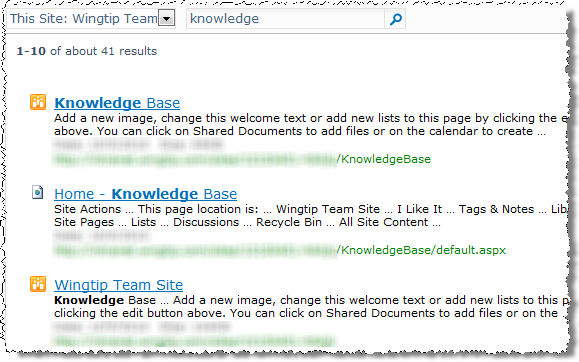 This Site: Wingtip Team knowledge
1-10 of about 41 results
Knowledge Base
Add a new image, change this welcome text or add new lists to this page by clicking the e
above. You can click on Shared Documents to add files or on the calendar to create ...
/KnowledgeBase
Home - Knowledge Base
Site Actions ... This page location is: ... Wingtip Team Site ... I Like It ... Tags & Notes ... Lib
Site Pages ... Lists ... Discussions ... Recycle Bin ... All Site Content ...
/KnowledgeBase/default.aspx
Wingtip Team Site
Knowledge Base ... Add a new image, change this welcome text or add new lists to this p
clicking the edit button above. You can click on Shared Documents to add files or on the ...